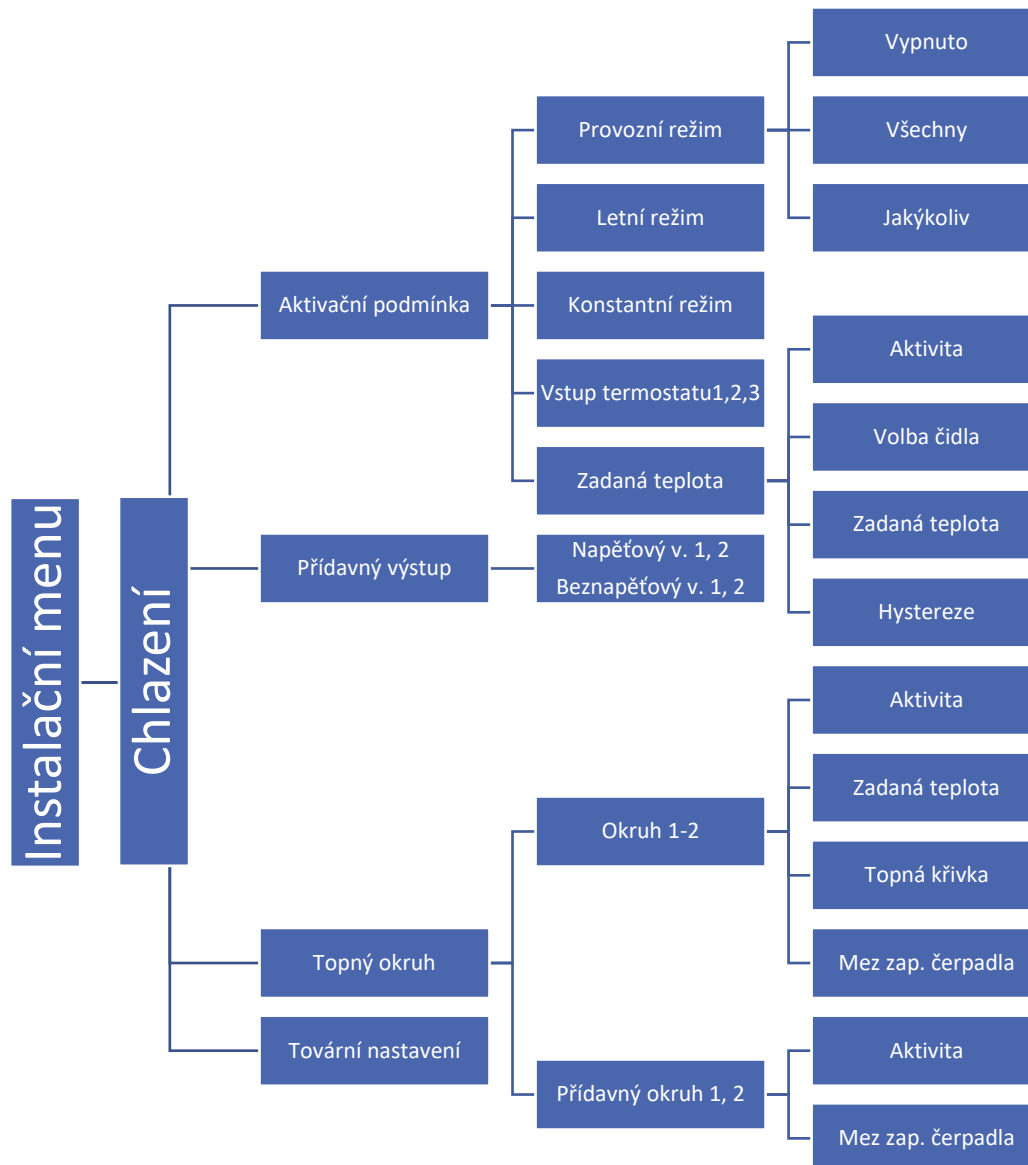 Instalační menu
Chlazení
Aktivační podmínka
Provozní režim
Vypnuto
Všechny
Jakýkoliv
Letní režim
Konstantní režim
Vstup termostatu1,2,3
Zadaná teplota
Aktivita
Volba čidla
Zadaná teplota
Hystereze
Přídavný výstup
Napěťový v. 1, 2
Beznapěťový v. 1, 2
Topný okruh
Okruh 1-2
Aktivita
Zadaná teplota
Topná křivka
Mez zap. čerpadla
Přídavný okruh 1, 2
Aktivita
Mez zap. čerpadla
Tovární nastavení